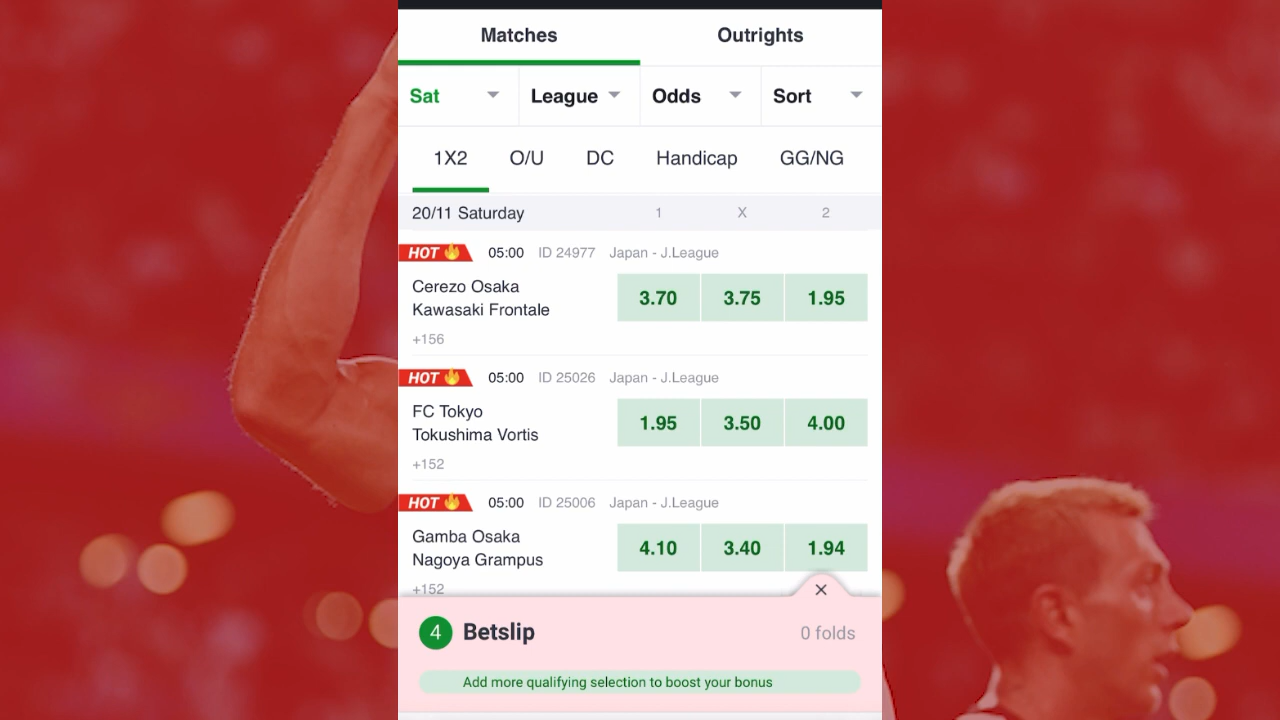 Matches Outrights
Sat League Odds Sort
1X2 O/U DC Handicap GG/NG
20/11 Saturday 1 X 2
HOT 05:00 ID 24977 Japan - J.League
Cerezo Osaka
Kawasaki Frontale
3.70 3.75 1.95
+156
HOT 05:00 ID 25026 Japan - J.League
FC Tokyo
Tokushima Vortis
1.95 3.50 4.00
+152
HOT 05:00 ID 25006 Japan - J.League
Gamba Osaka
Nagoya Grampus
4.10 3.40 1.94
+152
4 Betslip 0 folds
Add more qualifying selection to boost your bonus